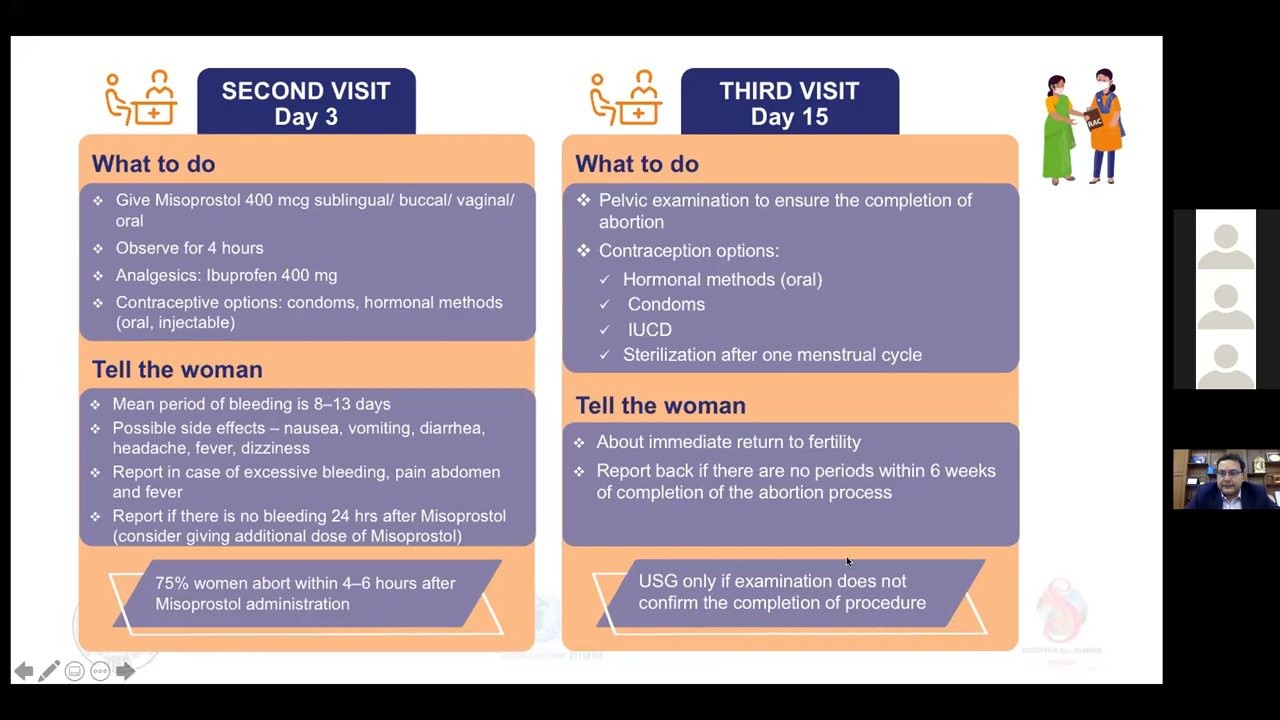 SECOND VISIT
Day 3
What to do
Give Misoprostol 400 mcg sublingual/ buccal/ vaginal/
oral
Observe for 4 hours
Analgesics: Ibuprofen 400 mg
Contraceptive options: condoms, hormonal methods
(oral, injectable)
Tell the woman
Mean period of bleeding is 8–13 days
Possible side effects – nausea, vomiting, diarrhea,
headache, fever, dizziness
Report in case of excessive bleeding, pain abdomen
and fever
Report if there is no bleeding 24 hrs after Misoprostol
(consider giving additional dose of Misoprostol)
75% women abort within 4–6 hours after
Misoprostol administration
THIRD VISIT
Day 15
What to do
Pelvic examination to ensure the completion of
abortion
Contraception options:
Hormonal methods (oral)
Condoms
IUCD
Sterilization after one menstrual cycle
Tell the woman
About immediate return to fertility
Report back if there are no periods within 6 weeks
of completion of the abortion process
USG only if examination does not
confirm the completion of procedure
RAC